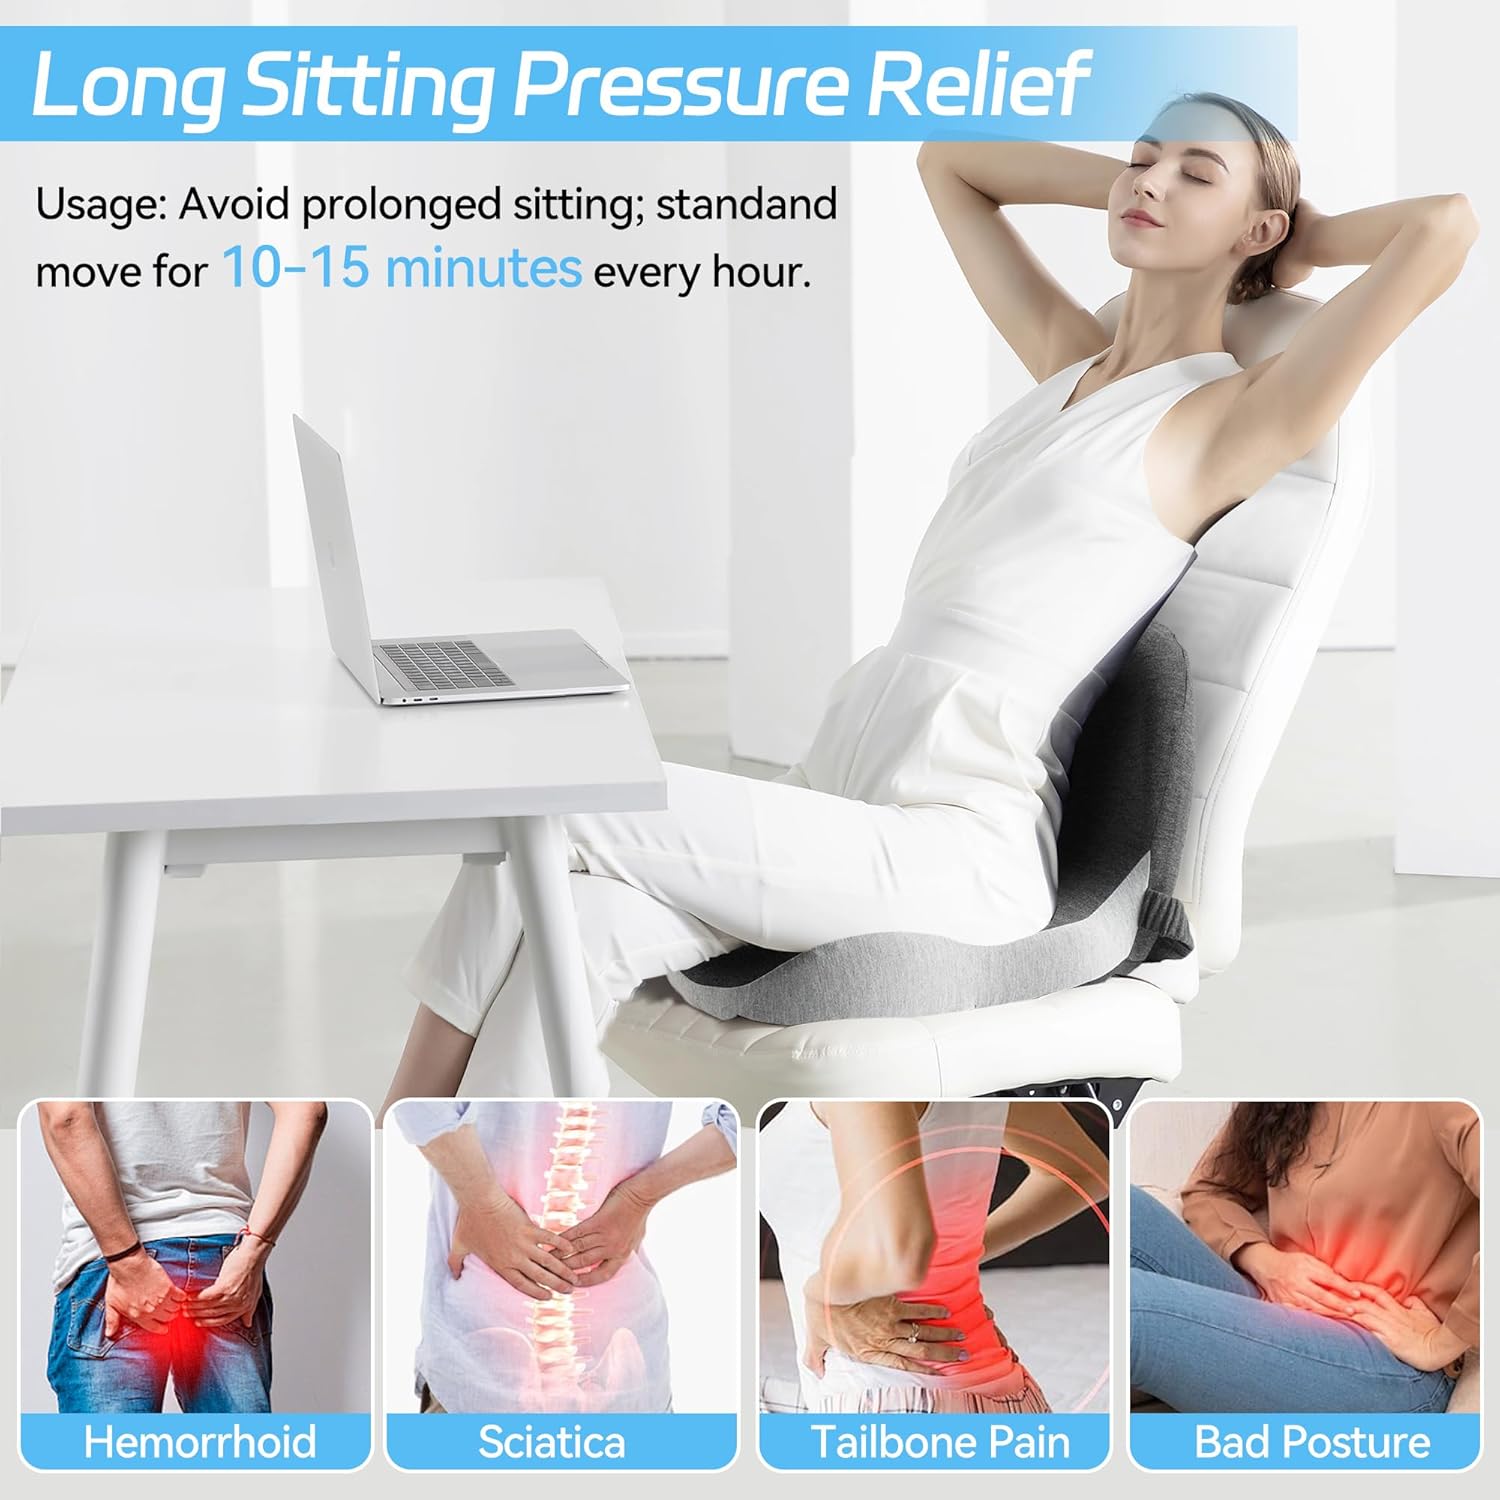 Long Sitting Pressure Relief
Usage: Avoid prolonged sitting; standand
move for 10-15 minutes every hour.
Hemorrhoid
Sciatica
Tailbone Pain
Bad Posture